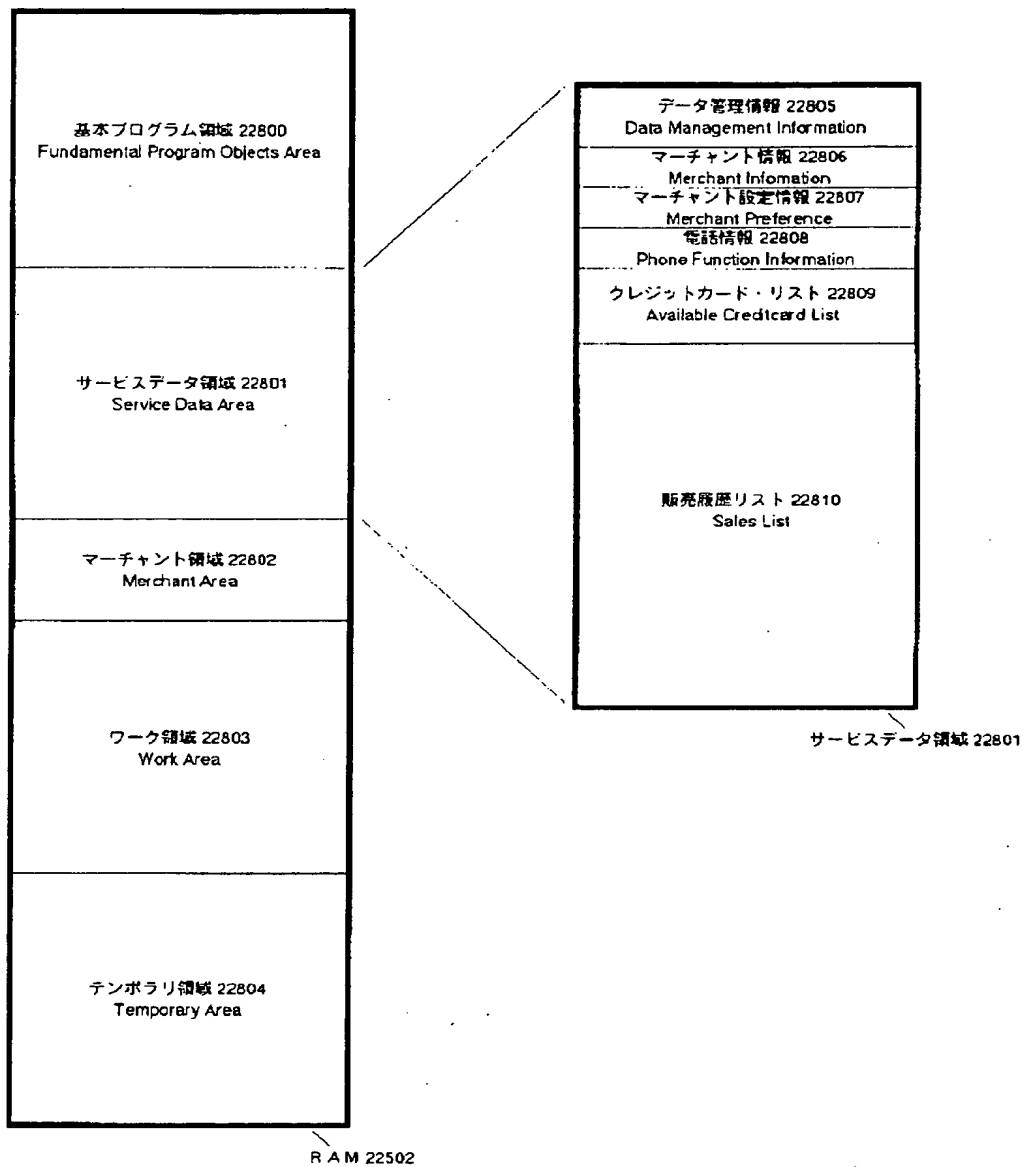 基本プログラム領域 22800
Fundamental Program Objects Area
サービスデータ領域 22801
Service Data Area
マーチャント領域 22802
Merchant Area
ワーク領域 22803
Work Area
テンポラリ領域 22804
Temporary Area
RAM 22502
データ管理情報 22805
Data Management Information
マーチャント情報 22806
Merchant Infomation
マーチャント設定情報 22807
Merchant Preference
電話情報 22808
Phone Function Information
クレジットカード・リスト 22809
Available Creditcard List
販売履歴リスト 22810
Sales List
サービスデータ領域 22801